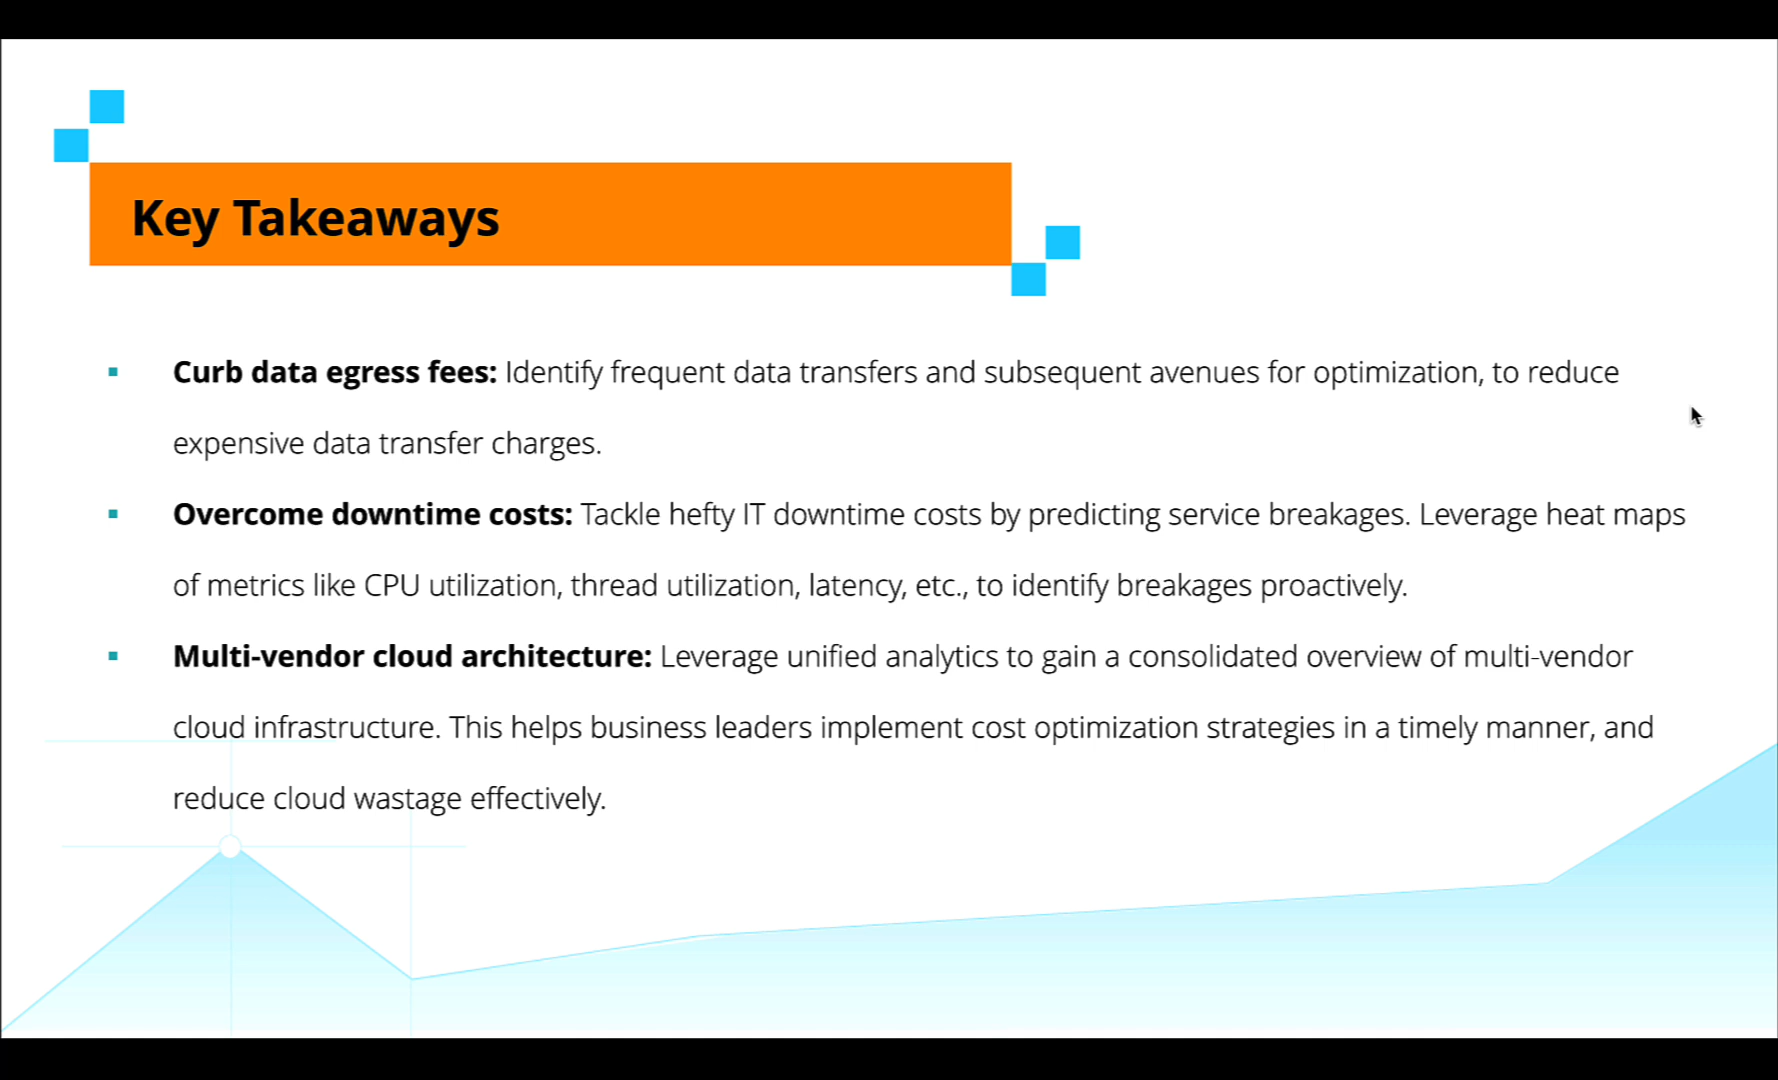 Key Takeaways
Curb data egress fees: Identify frequent data transfers and subsequent avenues for optimization, to reduce
expensive data transfer charges.
Overcome downtime costs: Tackle hefty IT downtime costs by predicting service breakages. Leverage heat maps
of metrics like CPU utilization, thread utilization, latency, etc., to identify breakages proactively.
Multi-vendor cloud architecture: Leverage unified analytics to gain a consolidated overview of multi-vendor
cloud infrastructure. This helps business leaders implement cost optimization strategies in a timely manner, and
reduce cloud wastage effectively.